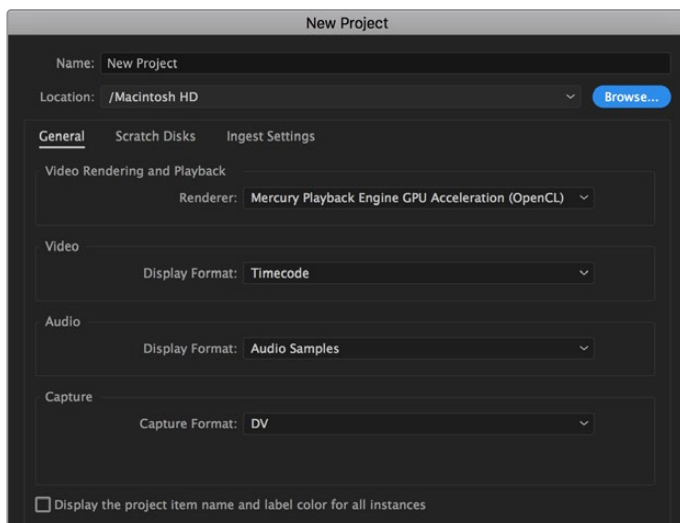 New Project
Name: New Project
Location: /Macintosh HD Browse...
General Scratch Disks Ingest Settings
Video Rendering and Playback
Renderer: Mercury Playback Engine GPU Acceleration (OpenCL)
Video
Display Format: Timecode
Audio
Display Format: Audio Samples
Capture
Capture Format: DV
Display the project item name and label color for all instances